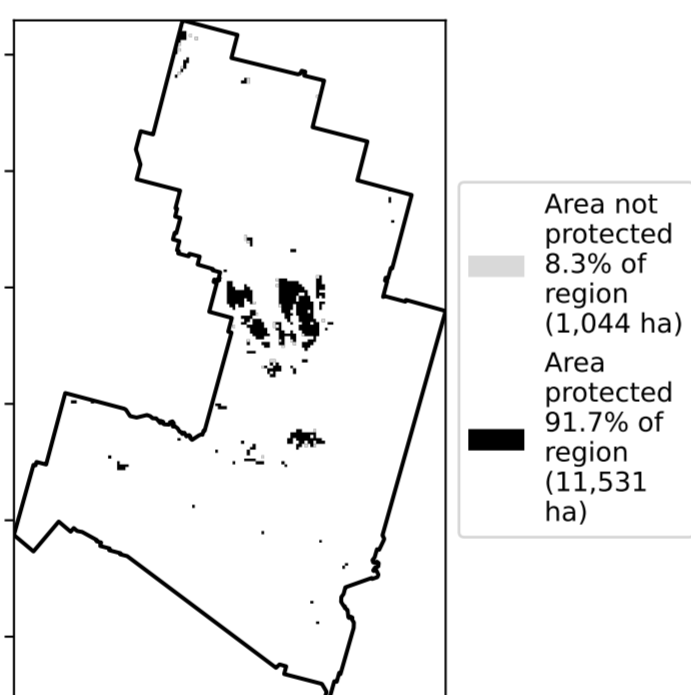 Area not
protected
8.3% of
region
(1,044 ha)
Area
protected
91.7% of
region
(11,531
ha)